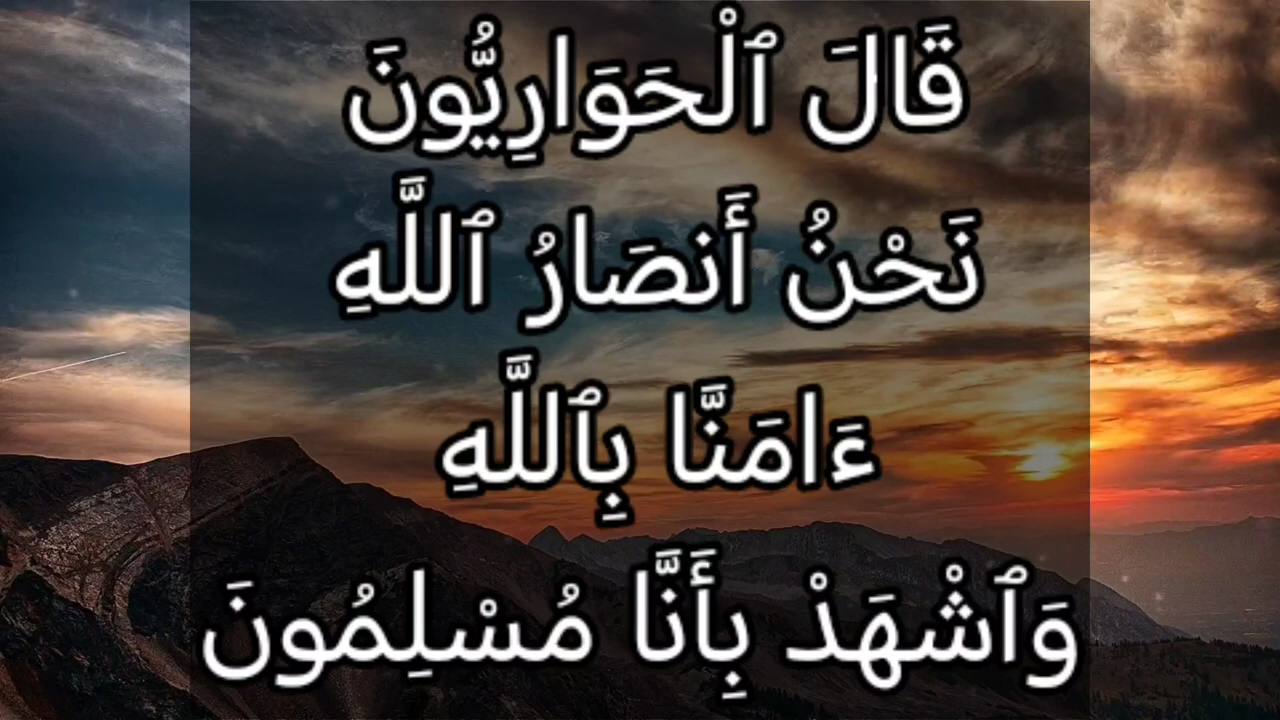 قَالَ ٱلْحَوَارِيُّونَ
نَحْنُ أَنصَارُ ٱللَّهِ
ءَامَنَّا بِٱللَّهِ
وَٱشْهَدْ بِأَنَّا مُسْلِمُونَ